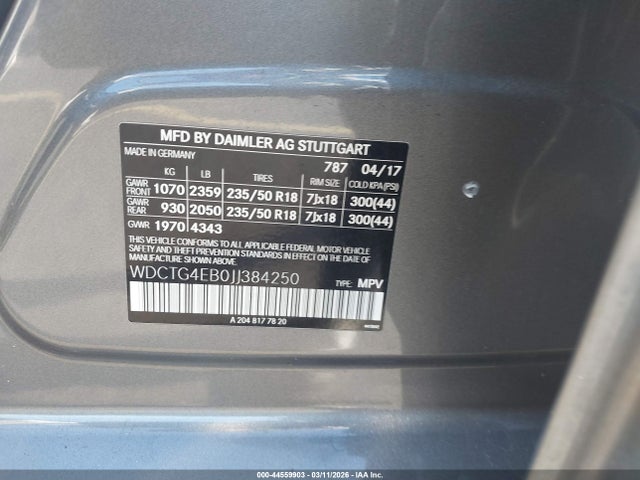 MFD BY DAIMLER AG STUTTGART
MADE IN GERMANY 787 04/17
KG LB TIRES RIM SIZE COLD KPA(PSI)
GAWR FRONT 1070 2359 235/50 R18 7Jx18 300(44)
GAWR REAR 930 2050 235/50 R18 7Jx18 300(44)
GWR 1970 4343
THIS VEHICLE CONFORMS TO ALL APPLICABLE FEDERAL MOTOR VEHICLE
SAFETY AND THEFT PREVENTION STANDARDS IN EFFECT ON THE DATE
OF MANUFACTURE SHOWN ABOVE.
WDCTG4EB0JJ384250 TYPE: MPV
A 204 817 78 20
000-44559903 - 03/11/2026 - IAA Inc.